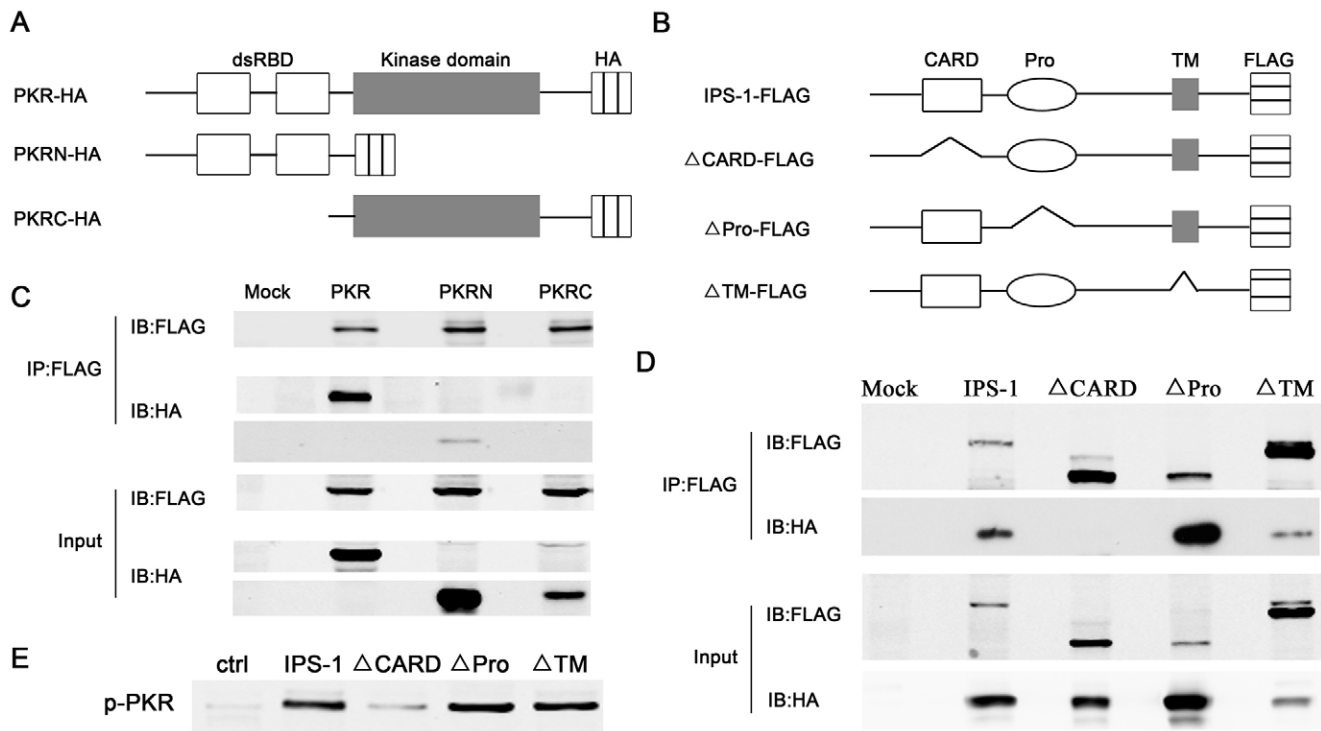 A
dsRBD Kinase domain HA
PKR-HA
PKRN-HA
PKRC-HA
B
CARD Pro TM FLAG
IPS-1-FLAG
△CARD-FLAG
△Pro-FLAG
△TM-FLAG
C
Mock PKR PKRN PKRC
IB:FLAG
IP:FLAG
IB:HA
IB:FLAG
Input
IB:HA
D
Mock IPS-1 △CARD △Pro △TM
IB:FLAG
IP:FLAG
IB:HA
IB:FLAG
Input
IB:HA
E
ctrl IPS-1 △CARD △Pro △TM
p-PKR